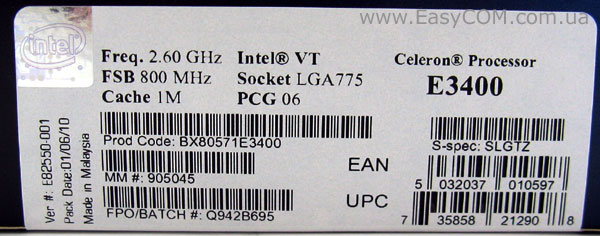 www.EasyCOM.com.ua
intel
Freq. 2.60 GHz Intel® VT
FSB 800 MHz Socket LGA775
Cache 1M PCG 06
Celeron® Processor
E3400
Prod Code: BX80571E3400
MM #: 905045
FPO/BATCH #: Q942B695
S-spec: SLGTZ
EAN
5 032037 010597
UPC
7 35858 21290 8
Ver #: E82550-001
Pack Date:01/06/10
Made in Malaysia